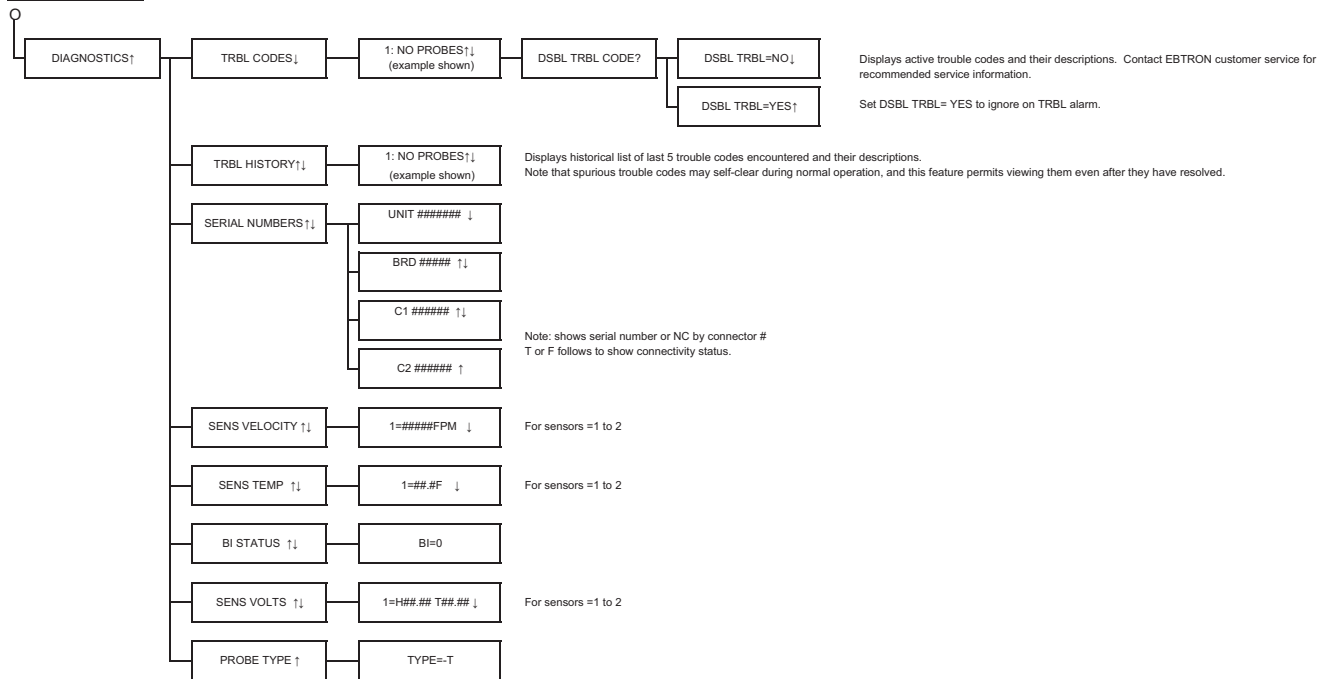 DIAGNOSTICS↑
TRBL CODES↓
1: NO PROBES↑↓
(example shown)
DSBL TRBL CODE?
DSBL TRBL=NO↓
Displays active trouble codes and their descriptions. Contact EBTRON customer service for
recommended service information.
DSBL TRBL=YES↑
Set DSBL TRBL= YES to ignore on TRBL alarm.
TRBL HISTORY↑↓
1: NO PROBES↑↓
(example shown)
Displays historical list of last 5 trouble codes encountered and their descriptions.
Note that spurious trouble codes may self-clear during normal operation, and this feature permits viewing them even after they have resolved.
SERIAL NUMBERS↑↓
UNIT ####### ↓
BRD ##### ↑↓
C1 ###### ↑↓
C2 ###### ↑
Note: shows serial number or NC by connector #
T or F follows to show connectivity status.
SENS VELOCITY ↑↓
1=#####FPM ↓
For sensors =1 to 2
SENS TEMP ↑↓
1=##.#F ↓
For sensors =1 to 2
BI STATUS ↑↓
BI=0
SENS VOLTS ↑↓
1=H##.## T##.## ↓
For sensors =1 to 2
PROBE TYPE ↑
TYPE=-T